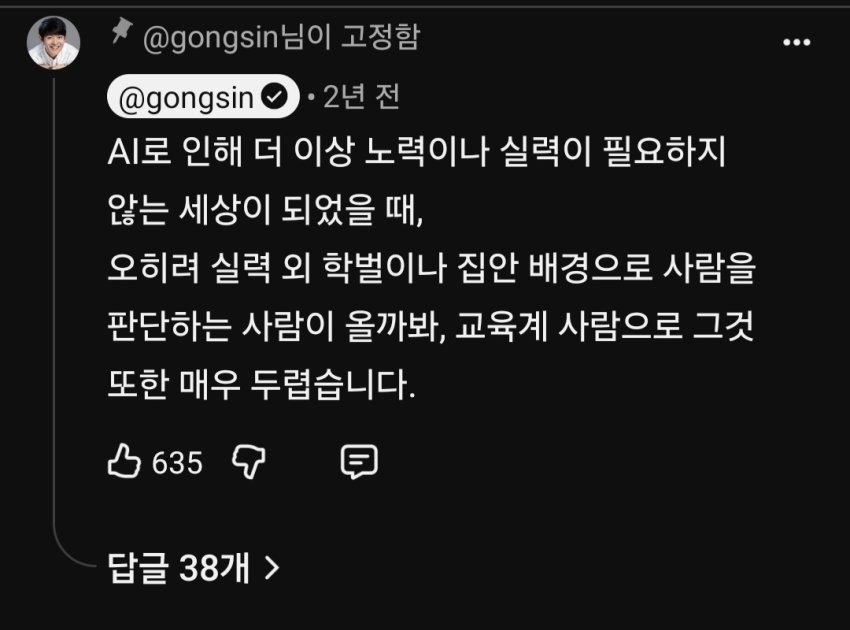 @gongsin님이 고정함
@gongsin • 2년 전
AI로 인해 더 이상 노력이나 실력이 필요하지
않는 세상이 되었을 때,
오히려 실력 외 학벌이나 집안 배경으로 사람을
판단하는 사람이 올까봐, 교육계 사람으로 그것
또한 매우 두렵습니다.
635
답글 38개